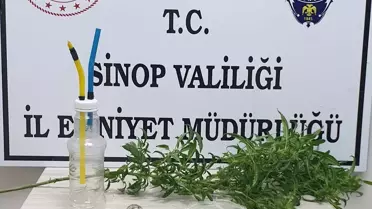 T.C.
SİNOP VALİLİĞİ
İL EMNİYET MÜDÜRLÜĞÜ